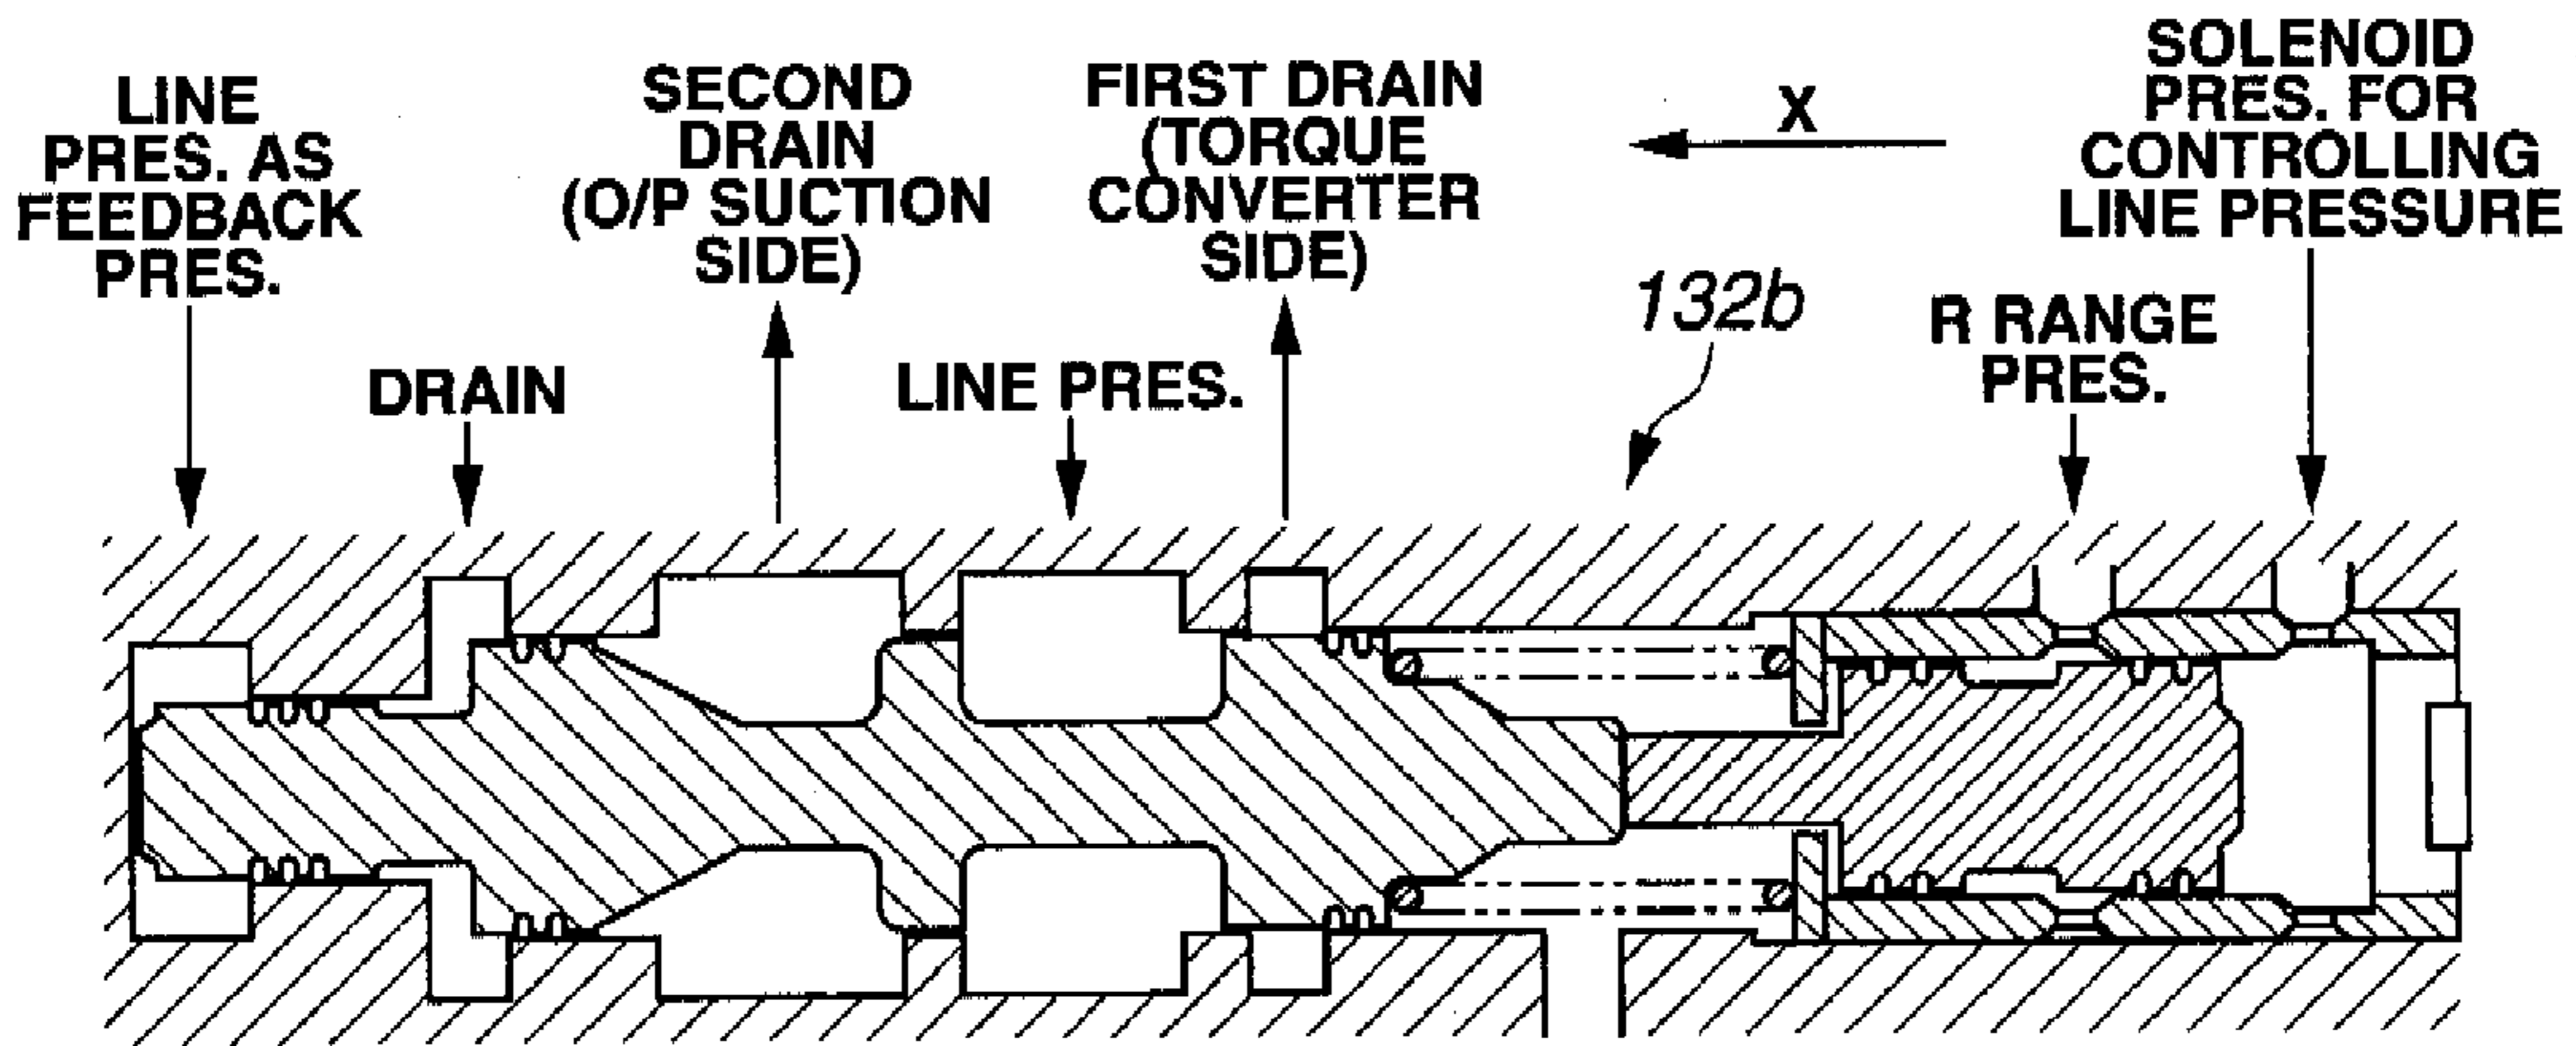 LINE
PRES. AS
FEEDBACK
PRES.
DRAIN
SECOND
DRAIN
(O/P SUCTION
SIDE)
LINE PRES.
FIRST DRAIN
(TORQUE
CONVERTER
SIDE)
X
132b
R RANGE
PRES.
SOLENOID
PRES. FOR
CONTROLLING
LINE PRESSURE